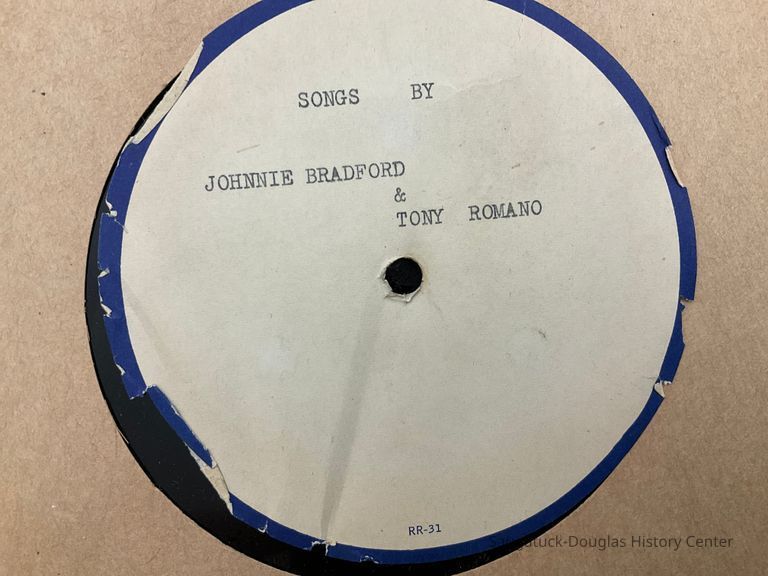 SONGS BY
JOHNNIE BRADFORD
&
TONY ROMANO
RR-31
Saugatuck-Douglas History Center